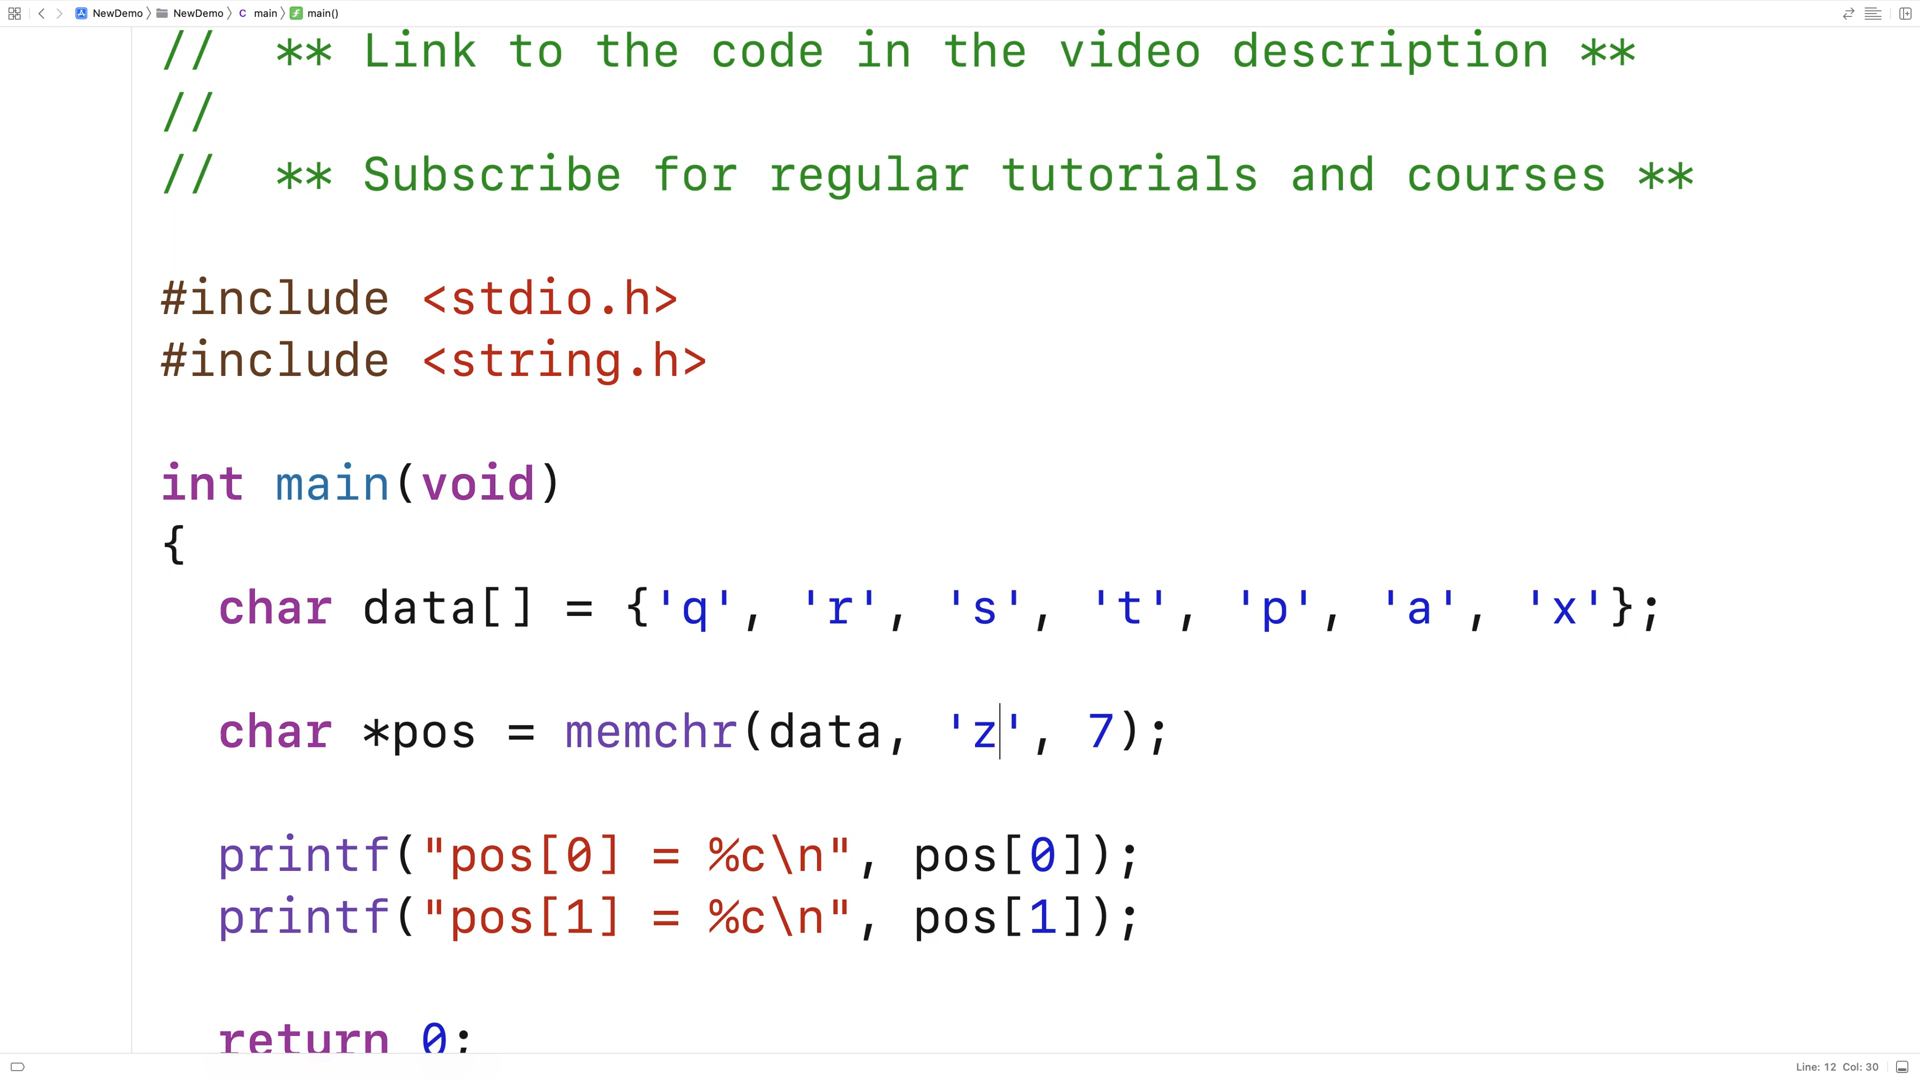 NewDemo NewDemo C main f main()
//  ** Link to the code in the video description **
//
//  ** Subscribe for regular tutorials and courses **
#include <stdio.h>
#include <string.h>
int main(void)
{
  char data[] = {'q', 'r', 's', 't', 'p', 'a', 'x'};
  char *pos = memchr(data, 'z', 7);
  printf("pos[0] = %c\n", pos[0]);
  printf("pos[1] = %c\n", pos[1]);
  return 0;
Line: 12 Col: 30